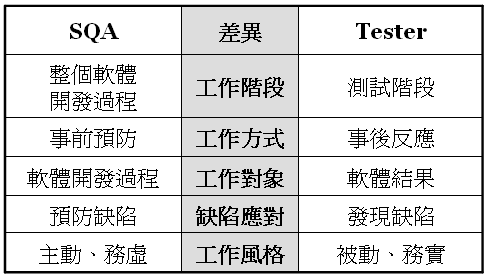 SQA 差異 Tester
整個軟體
開發過程 工作階段 測試階段
事前預防 工作方式 事後反應
軟體開發過程 工作對象 軟體結果
預防缺陷 缺陷應對 發現缺陷
主動、務虛 工作風格 被動、務實